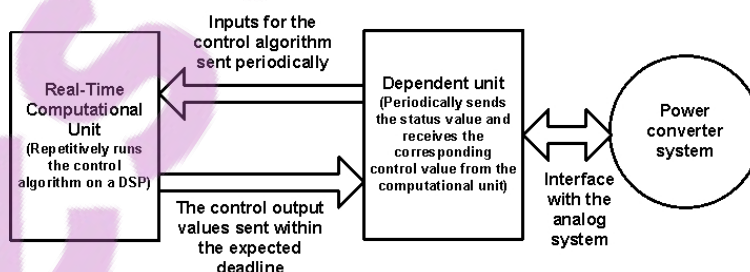 Inputs for the
control algorithm
sent periodically
Real-Time
Computational
Unit
(Repetitively runs
the control
algorithm on a DSP)
Dependent unit
(Periodically sends
the status value and
receives the
corresponding
control value from the
computational unit)
Power
converter
system
The control output
values sent within
the expected
deadline
Interface
with the
analog
system